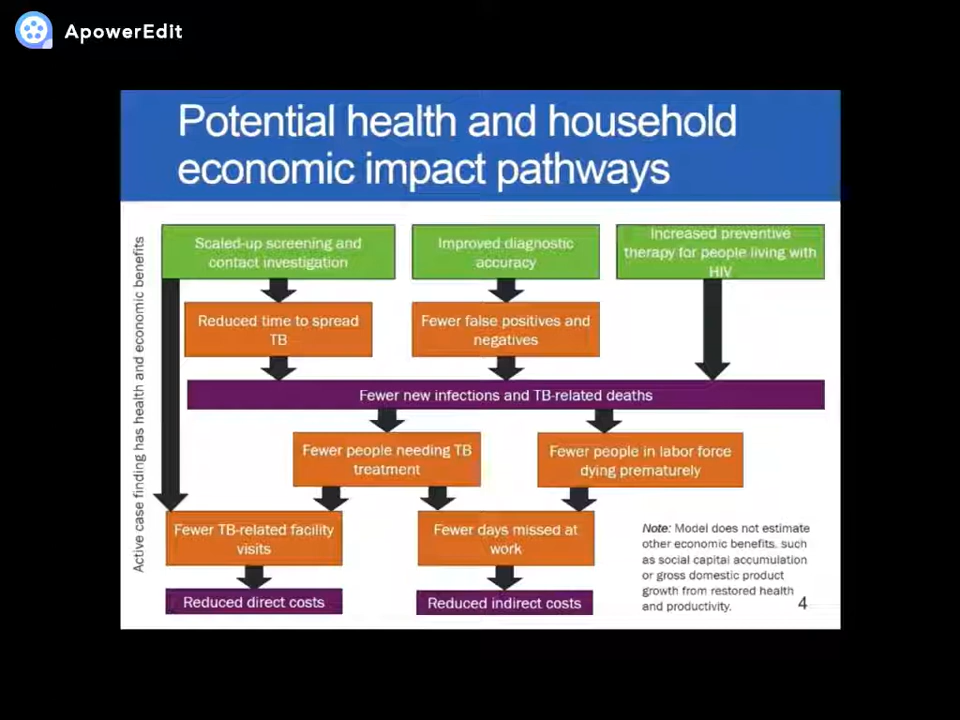 ApowerEdit
Potential health and household
economic impact pathways
Active case finding has health and economic benefits
Scaled-up screening and
contact investigation
Improved diagnostic
accuracy
Increased preventive
therapy for people living with
HIV
Reduced time to spread
TB
Fewer false positives and
negatives
Fewer new infections and TB-related deaths
Fewer people needing TB
treatment
Fewer people in labor force
dying prematurely
Fewer TB-related facility
visits
Fewer days missed at
work
Reduced direct costs
Reduced indirect costs
Note: Model does not estimate
other economic benefits, such
as social capital accumulation
or gross domestic product
growth from restored health
and productivity.
4